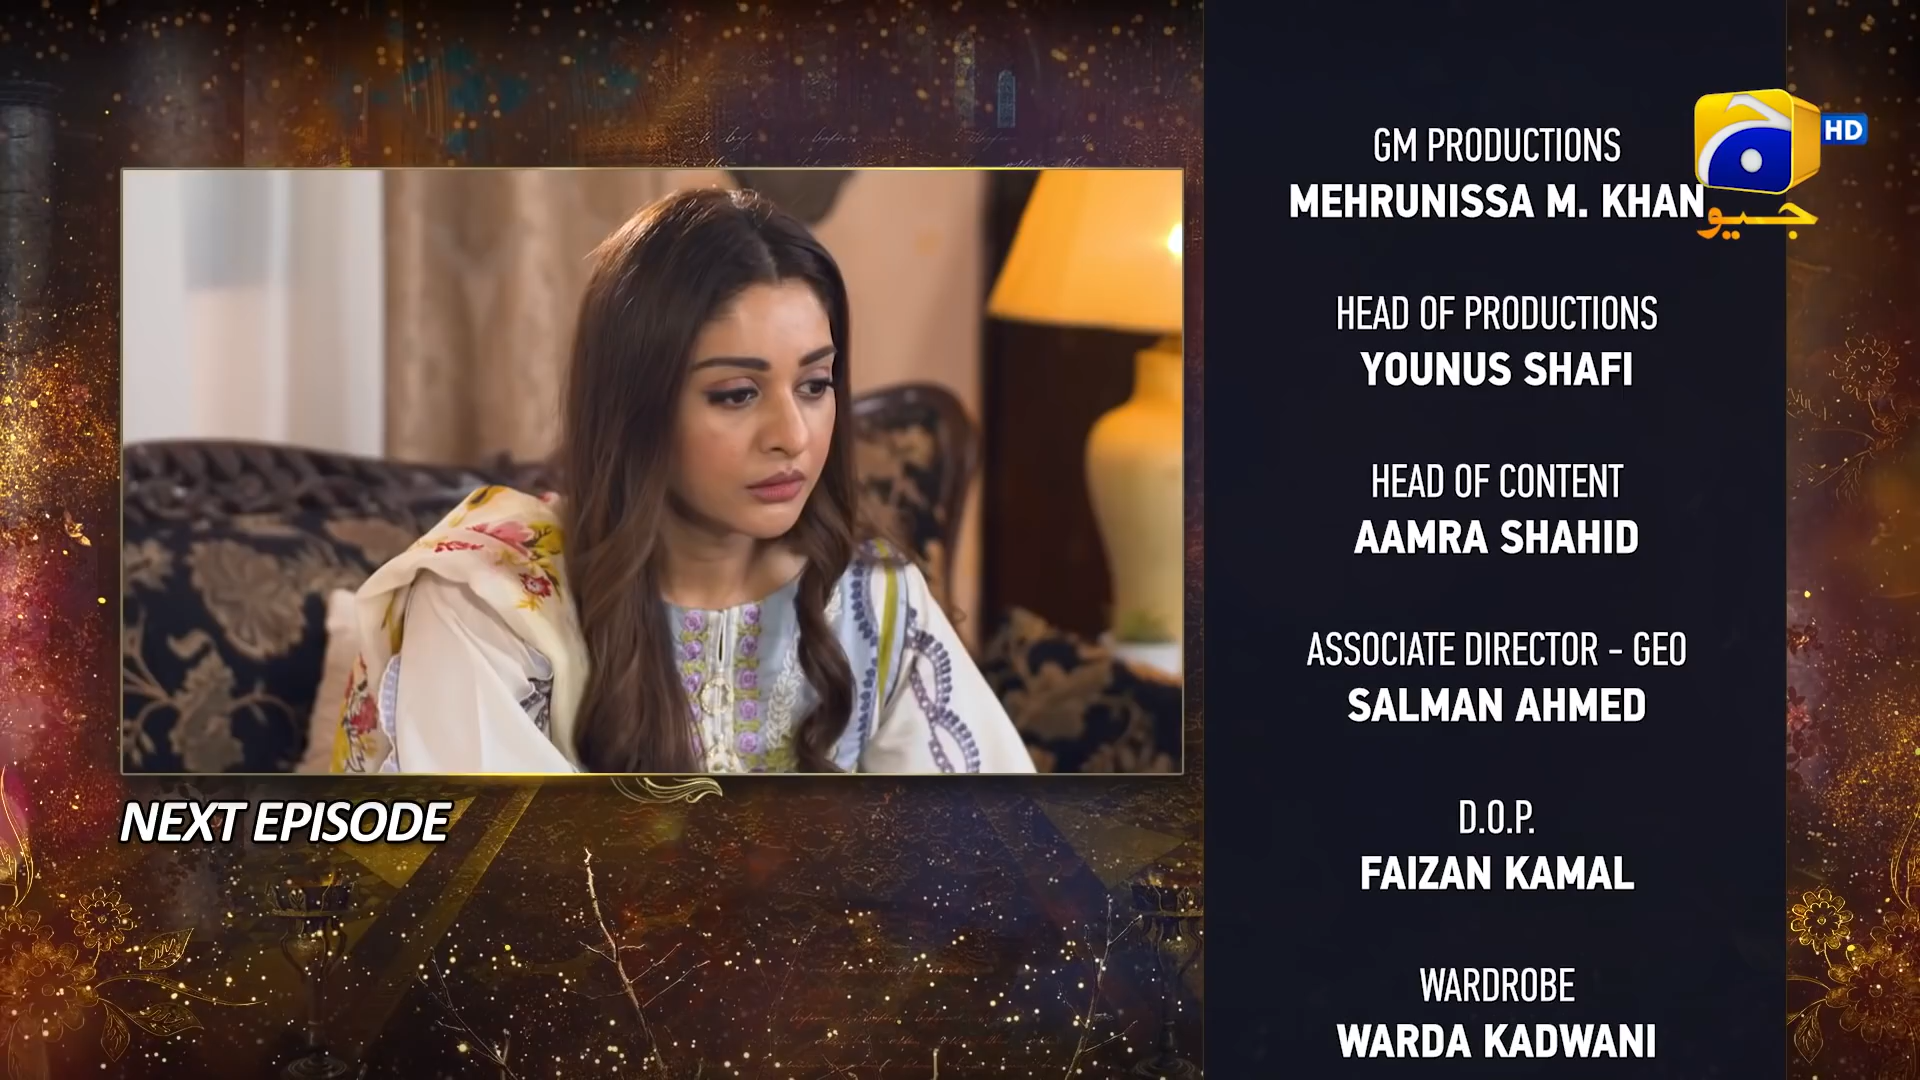 GM PRODUCTIONS
MEHRUNISSA M. KHAN
HD
جیو
HEAD OF PRODUCTIONS
YOUNUS SHAFI
HEAD OF CONTENT
AAMRA SHAHID
ASSOCIATE DIRECTOR - GEO
SALMAN AHMED
D.O.P.
FAIZAN KAMAL
WARDROBE
WARDA KADWANI
NEXT EPISODE